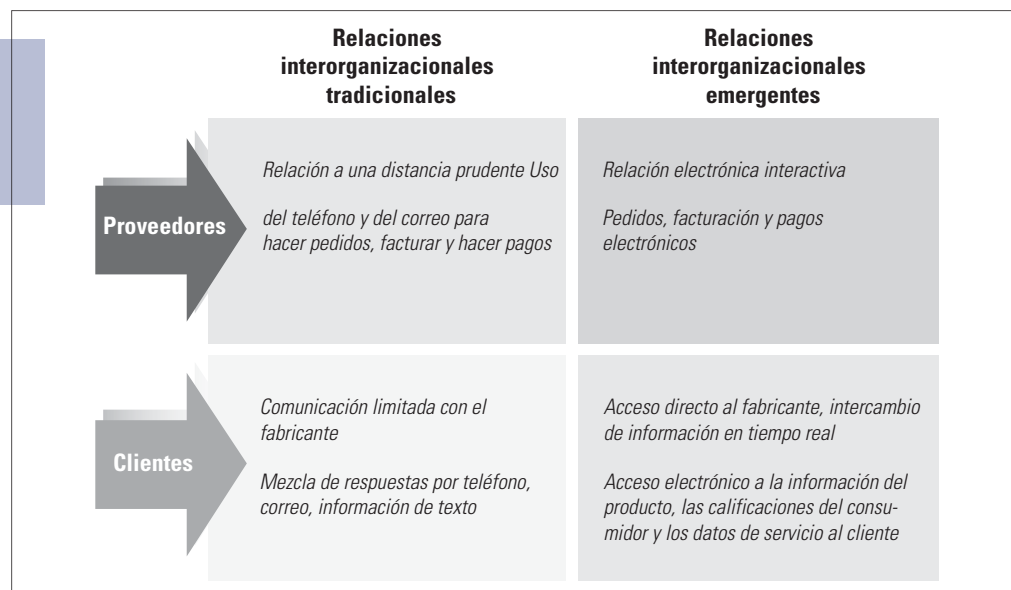 Relaciones
interorganizacionales
tradicionales
Relaciones
interorganizacionales
emergentes
Proveedores
Relación a una distancia prudente Uso
del teléfono y del correo para
hacer pedidos, facturar y hacer pagos
Relación electrónica interactiva
Pedidos, facturación y pagos
electrónicos
Clientes
Comunicación limitada con el
fabricante
Mezcla de respuestas por teléfono,
correo, información de texto
Acceso directo al fabricante, intercambio
de información en tiempo real
Acceso electrónico a la información del
producto, las calificaciones del consu-
midor y los datos de servicio al cliente